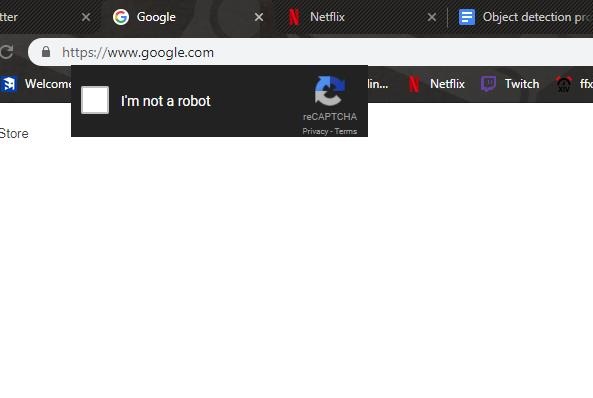 tter
Google
Netflix
Object detection pro
https://www.google.com
Welcome
lin...
Netflix
Twitch
XIV
ffx
I'm not a robot
reCAPTCHA
Privacy - Terms
Store